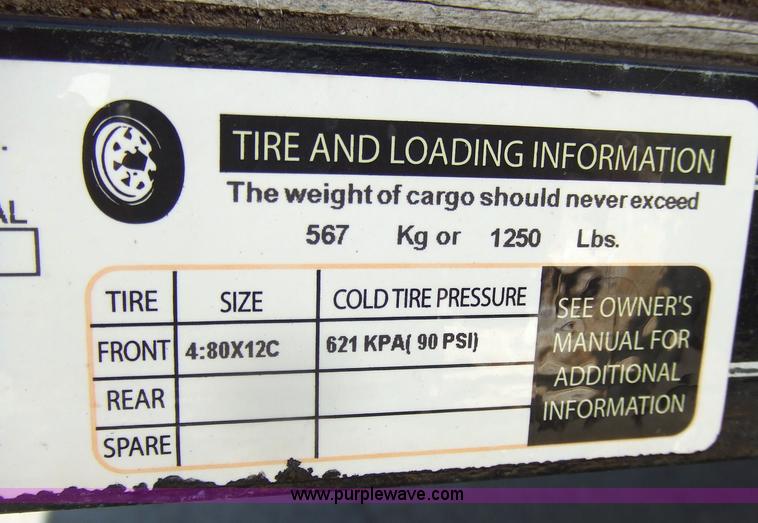 TIRE AND LOADING INFORMATION
The weight of cargo should never exceed
567 Kg or 1250 Lbs.
TIRE SIZE COLD TIRE PRESSURE
FRONT 4:80X12C 621 KPA( 90 PSI)
REAR
SPARE
SEE OWNER'S
MANUAL FOR
ADDITIONAL
INFORMATION
AL
www.purplewave.com